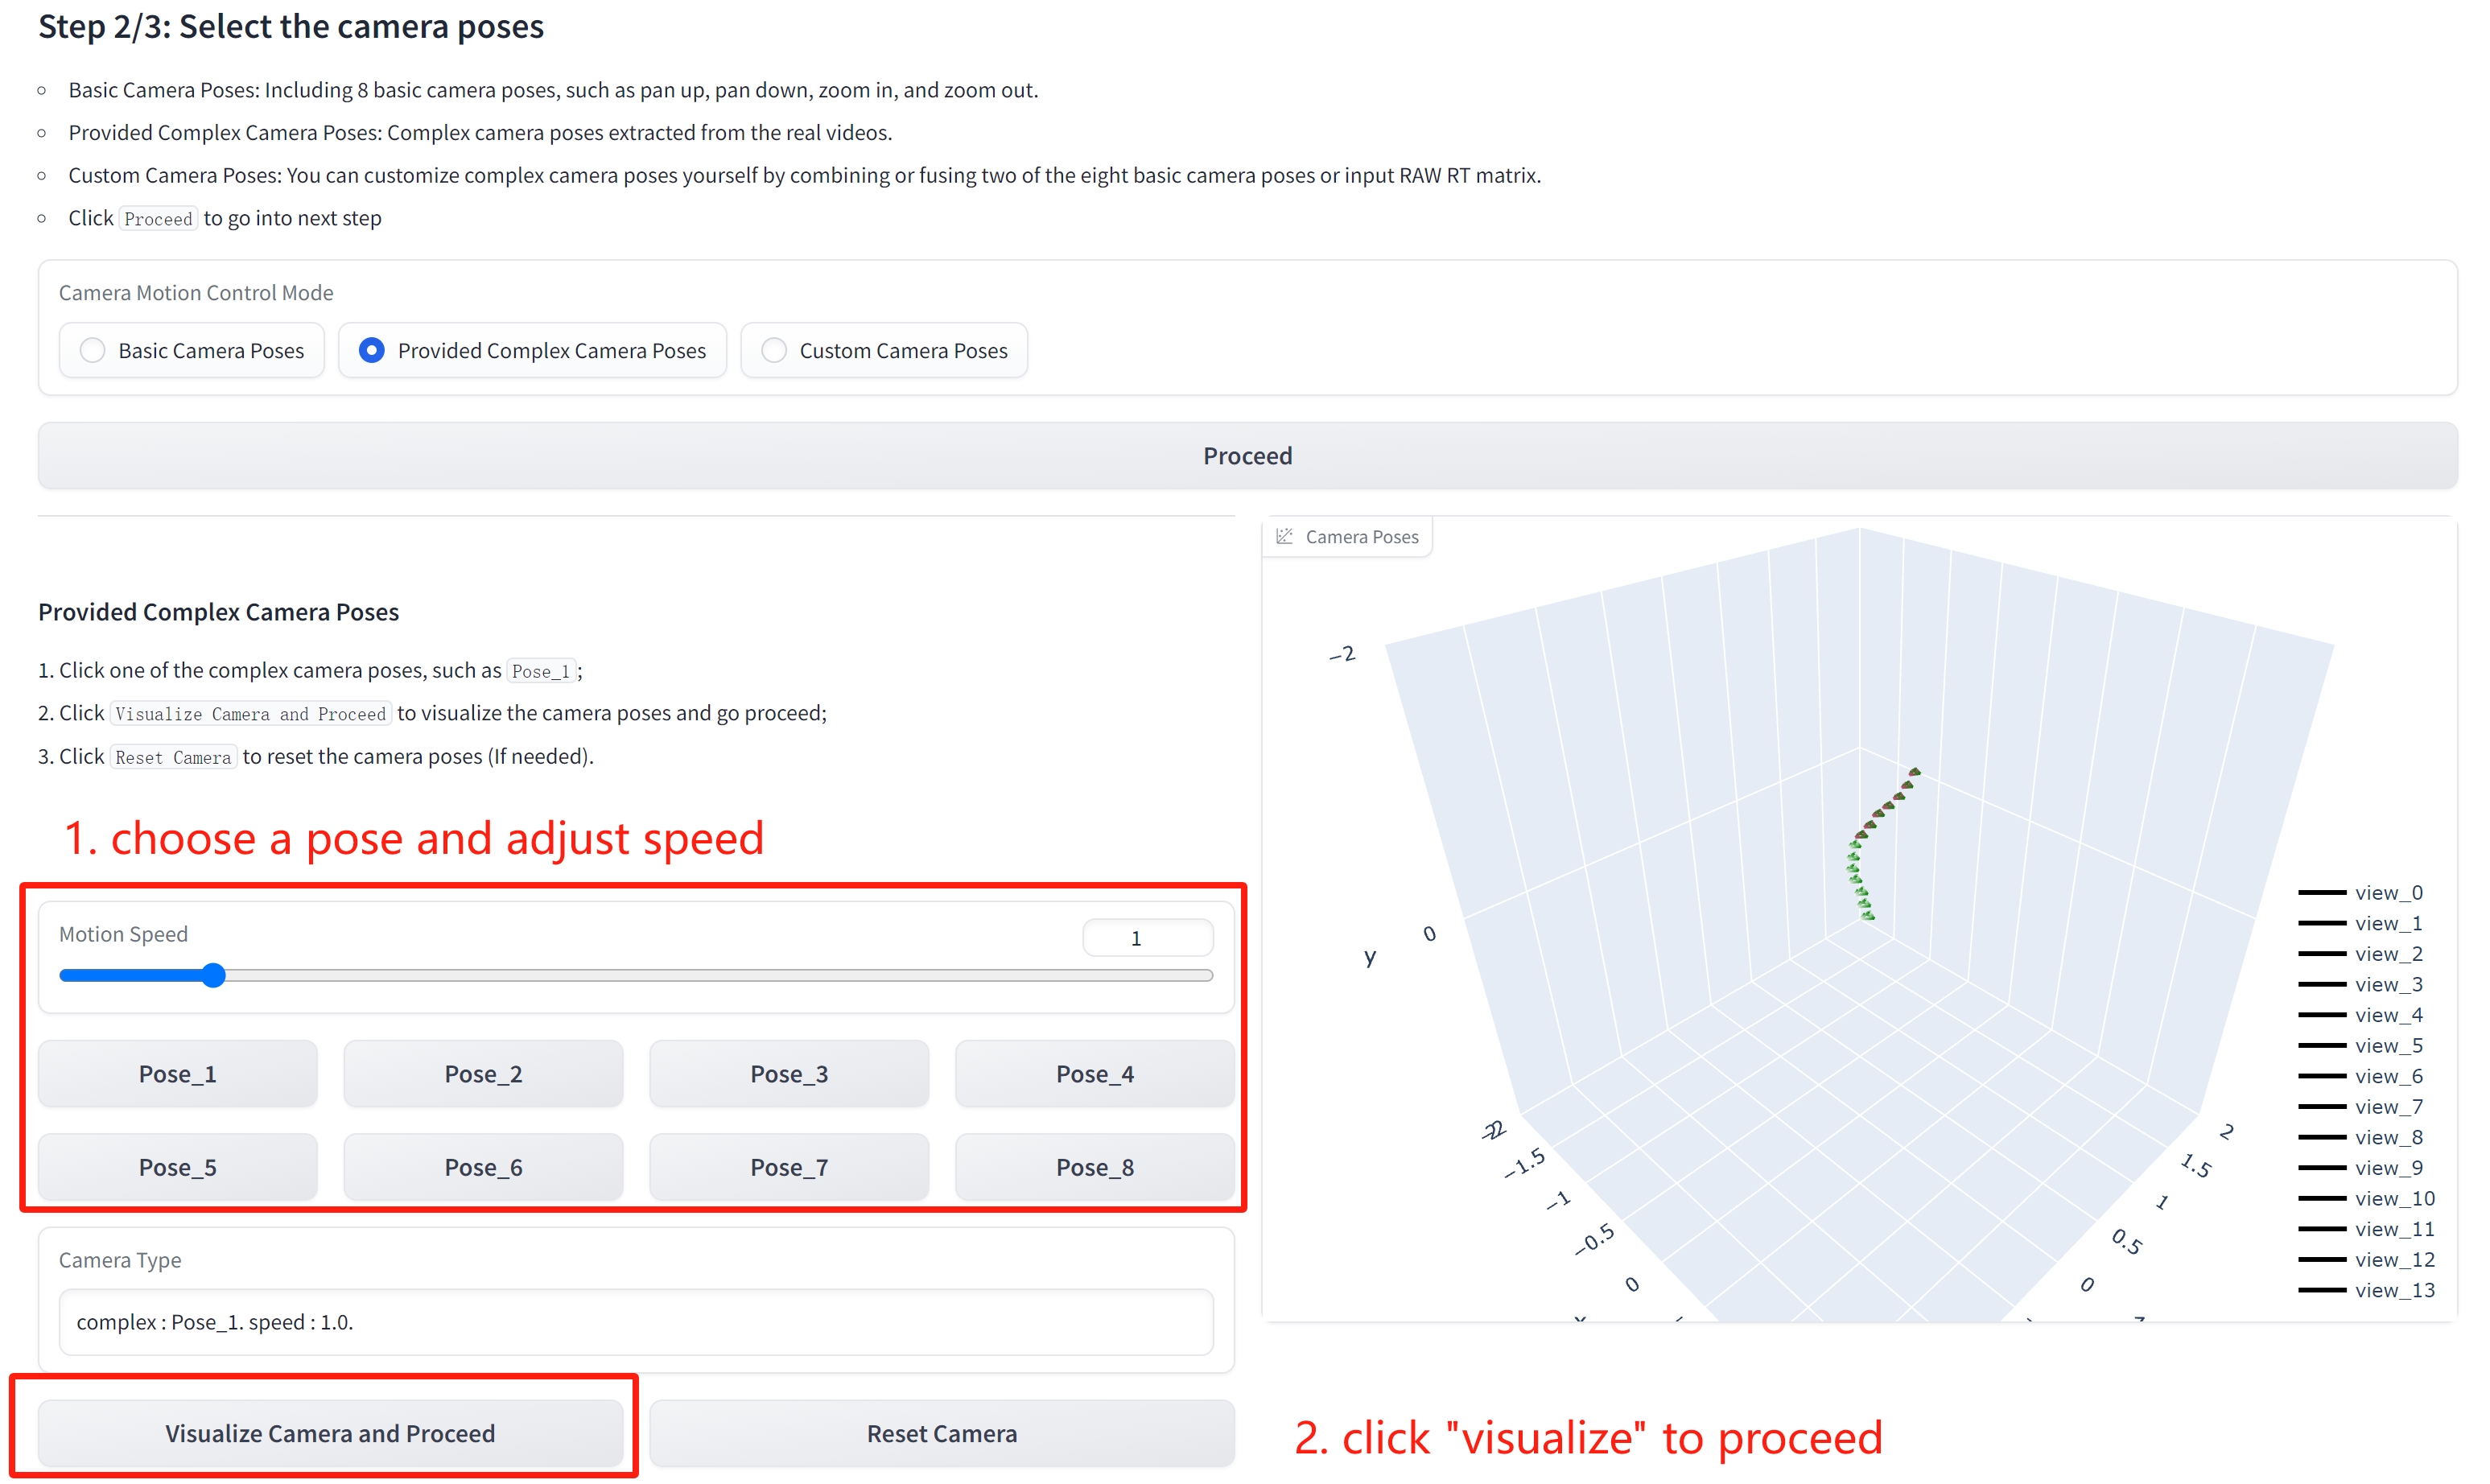 Step 2/3: Select the camera poses
Basic Camera Poses: Including 8 basic camera poses, such as pan up, pan down, zoom in, and zoom out.
Provided Complex Camera Poses: Complex camera poses extracted from the real videos.
Custom Camera Poses: You can customize complex camera poses yourself by combining or fusing two of the eight basic camera poses or input RAW RT matrix.
Click Proceed to go into next step
Camera Motion Control Mode
Basic Camera Poses
Provided Complex Camera Poses
Custom Camera Poses
Proceed
Provided Complex Camera Poses
1. Click one of the complex camera poses, such as Pose_1;
2. Click Visualize Camera and Proceed to visualize the camera poses and go proceed;
3. Click Reset Camera to reset the camera poses (If needed).
1. choose a pose and adjust speed
Motion Speed
1
Pose_1
Pose_2
Pose_3
Pose_4
Pose_5
Pose_6
Pose_7
Pose_8
Camera Type
complex : Pose_1. speed : 1.0.
Visualize Camera and Proceed
Reset Camera
Camera Poses
−2
0
y
−1.5
−1
−0.5
0
2
1.5
1
0.5
0
view_0
view_1
view_2
view_3
view_4
view_5
view_6
view_7
view_8
view_9
view_10
view_11
view_12
view_13
2. click "visualize" to proceed